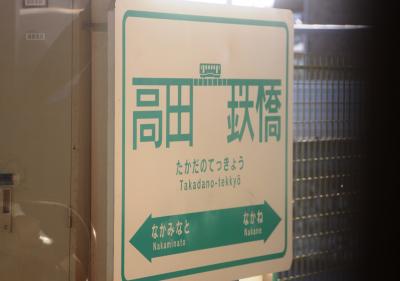 高田 鉄橋
たかだのてっきょう
Takadano-tekkyō
なかみなと なかね
Nakaminato Nakane